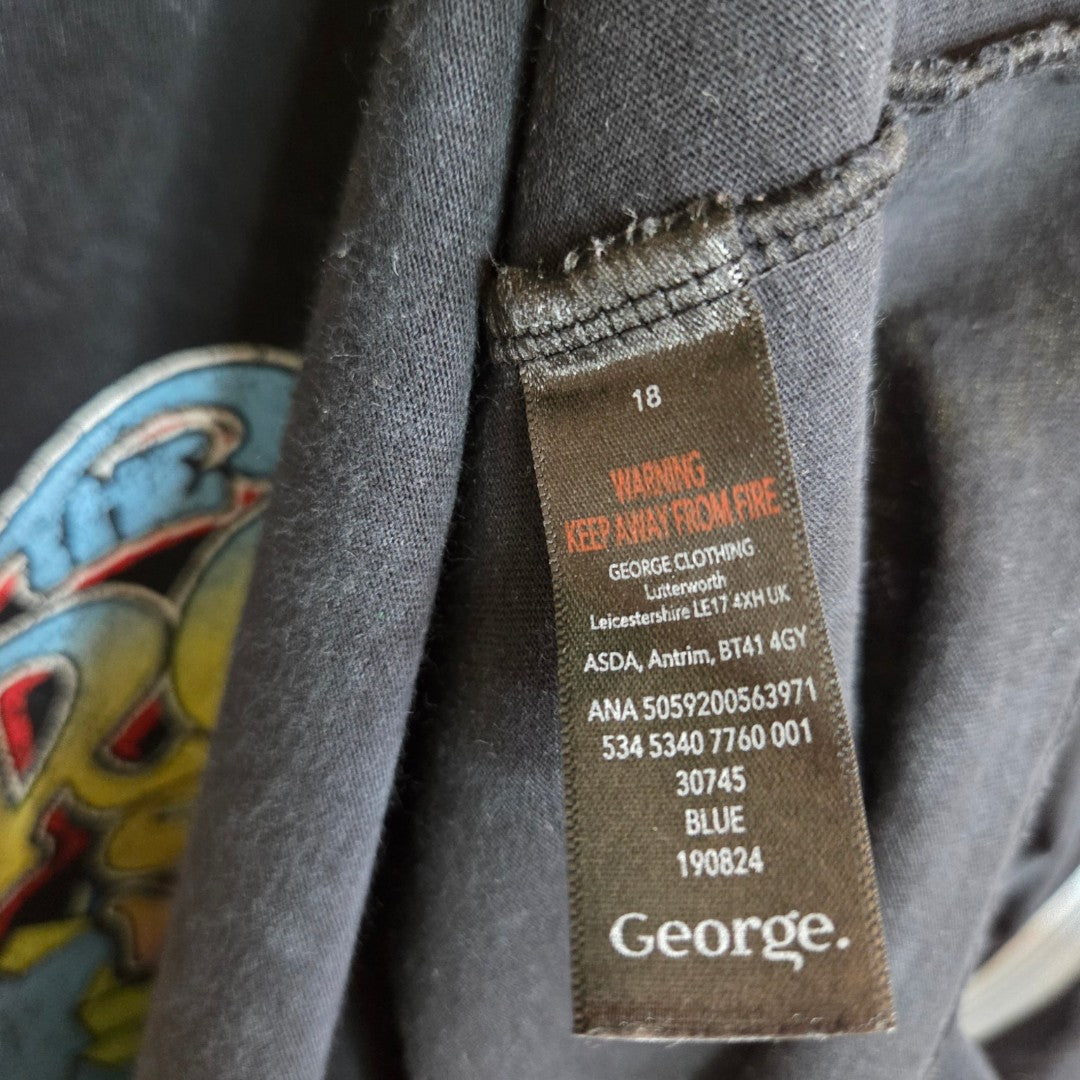 THE
18
WARNING
KEEP AWAY FROM FIRE
GEORGE CLOTHING
Lutterworth
Leicestershire LE17 4XH UK
ASDA, Antrim, BT41 4GY
ANA 5059200563971
534 5340 7760 001
30745
BLUE
190824
George.